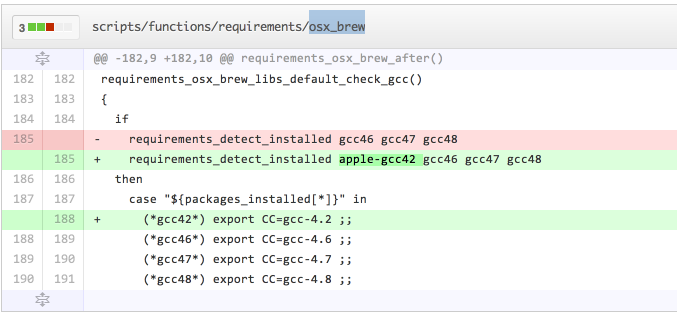 3 scripts/functions/requirements/osx_brew
@@ -182,9 +182,10 @@ requirements_osx_brew_after()
182 182 requirements_osx_brew_libs_default_check_gcc()
183 183 {
184 184 if
185 - requirements_detect_installed gcc46 gcc47 gcc48
185 + requirements_detect_installed apple-gcc42 gcc46 gcc47 gcc48
186 186 then
187 187 case "${packages_installed[*]}" in
188 + (*gcc42*) export CC=gcc-4.2 ;;
188 189 (*gcc46*) export CC=gcc-4.6 ;;
189 190 (*gcc47*) export CC=gcc-4.7 ;;
190 191 (*gcc48*) export CC=gcc-4.8 ;;